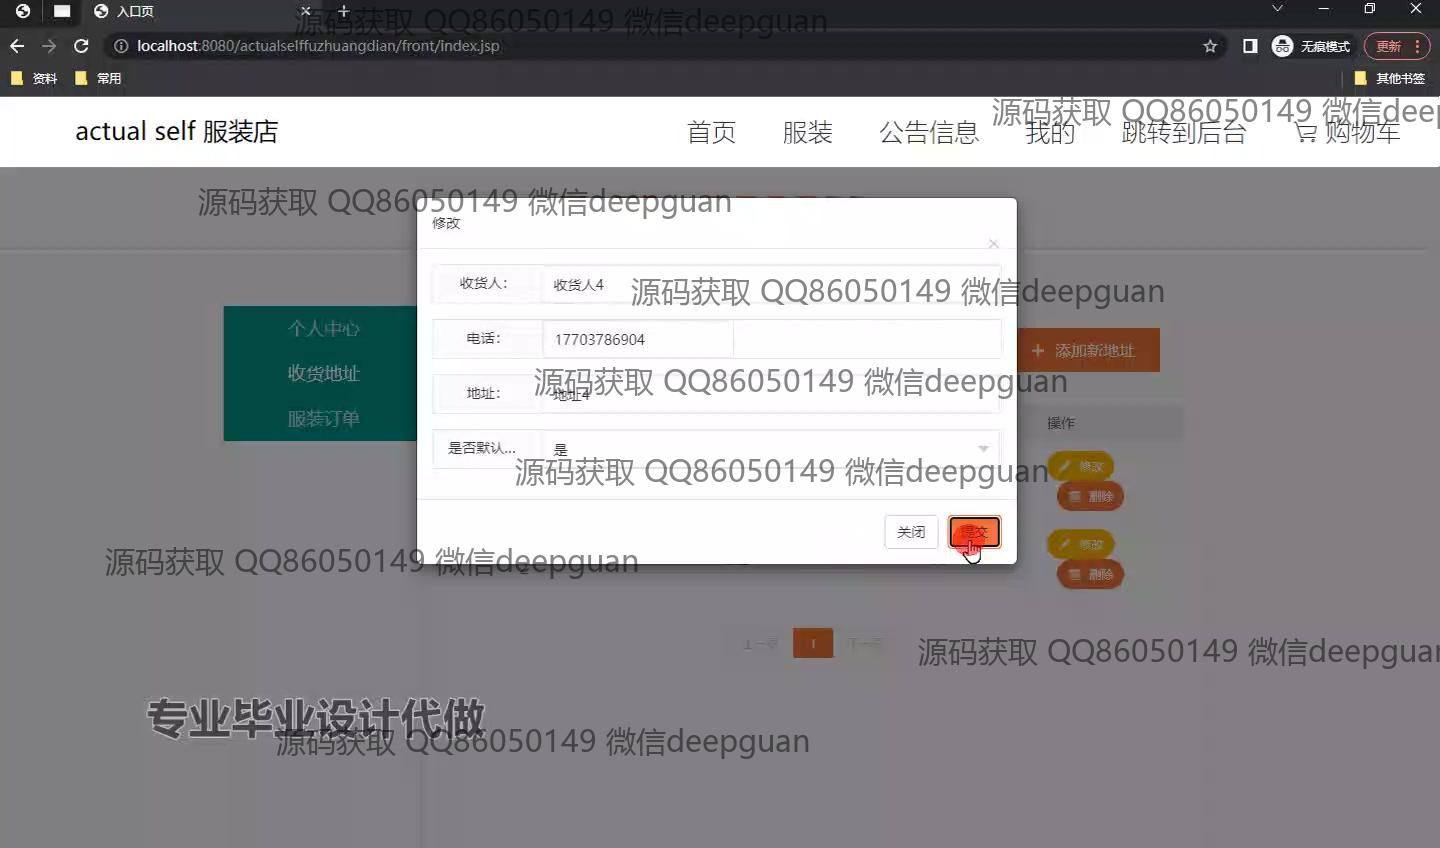 入口页
localhost:8080/actualselffuzhuangdian/front/index.jsp
无痕模式
更新
资料
常用
其他书签
源码获取 QQ86050149 微信deepguan
actual self 服装店
首页
服装
公告信息
我的
跳转到后台
购物车
源码获取 QQ86050149 微信deep
源码获取 QQ86050149 微信deepguan
修改
收货人：
收货人4
源码获取 QQ86050149 微信deepguan
个人中心
电话：
17703786904
添加新地址
收货地址
地址：
地址4
源码获取 QQ86050149 微信deepguan
服装订单
操作
是否默认...
是
修改
源码获取 QQ86050149 微信deepguan
删除
关闭
提交
修改
源码获取 QQ86050149 微信deepguan
删除
上一页
1
下一页
源码获取 QQ86050149 微信deepguan
专业毕业设计代做
源码获取 QQ86050149 微信deepguan